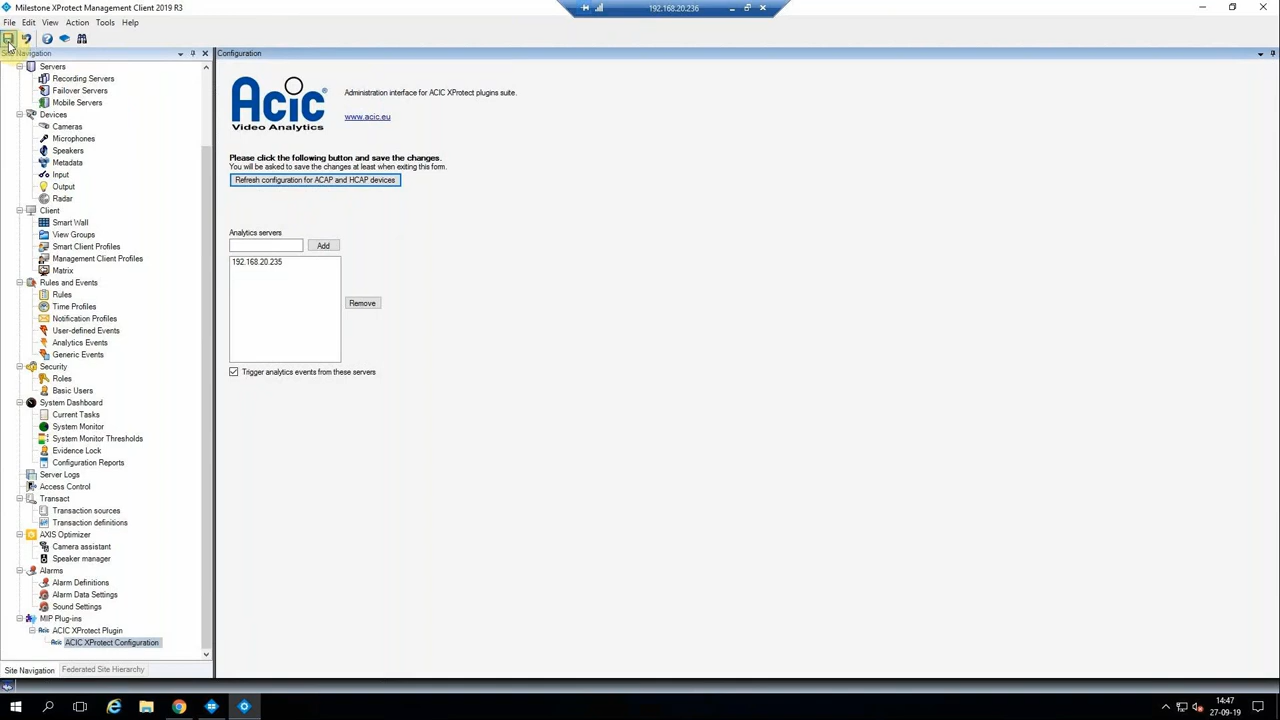 Milestone XProtect Management Client 2019 R3
192.168.20.236
File Edit View Action Tools Help
Site Navigation
Configuration
Servers
Recording Servers
Failover Servers
Mobile Servers
Devices
Cameras
Microphones
Speakers
Metadata
Input
Output
Radar
Client
Smart Wall
View Groups
Smart Client Profiles
Management Client Profiles
Matrix
Rules and Events
Rules
Time Profiles
Notification Profiles
User-defined Events
Analytics Events
Generic Events
Security
Roles
Basic Users
System Dashboard
Current Tasks
System Monitor
System Monitor Thresholds
Evidence Lock
Configuration Reports
Server Logs
Access Control
Transact
Transaction sources
Transaction definitions
AXIS Optimizer
Camera assistant
Speaker manager
Alarms
Alarm Definitions
Alarm Data Settings
Sound Settings
MIP Plug-ins
Acic ACIC XProtect Plugin
Acic ACIC XProtect Configuration
Site Navigation Federated Site Hierarchy
Acic ®
Video Analytics
Administration interface for ACIC XProtect plugins suite.
www.acic.eu
Please click the following button and save the changes.
You will be asked to save the changes at least when exiting this form.
Refresh configuration for ACAP and HCAP devices
Analytics servers
Add
192.168.20.235
Remove
Trigger analytics events from these servers
14:47
27-09-19